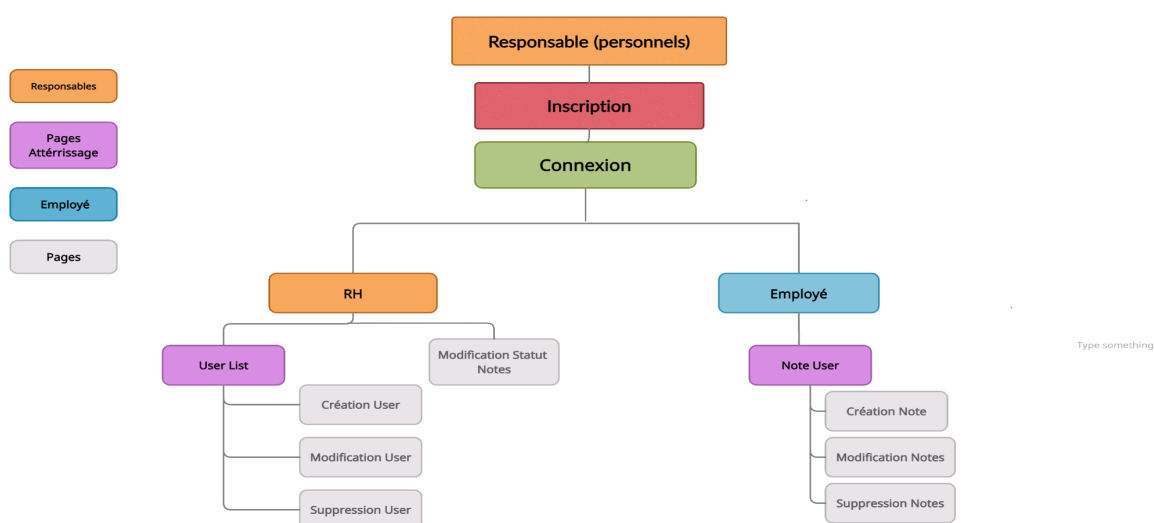 Responsable (personnels)
Inscription
Connexion
Responsables
Pages
Attérrissage
Employé
Pages
RH
Employé
User List
Modification Statut
Notes
Note User
Type something
Création User
Modification User
Suppression User
Création Note
Modification Notes
Suppression Notes